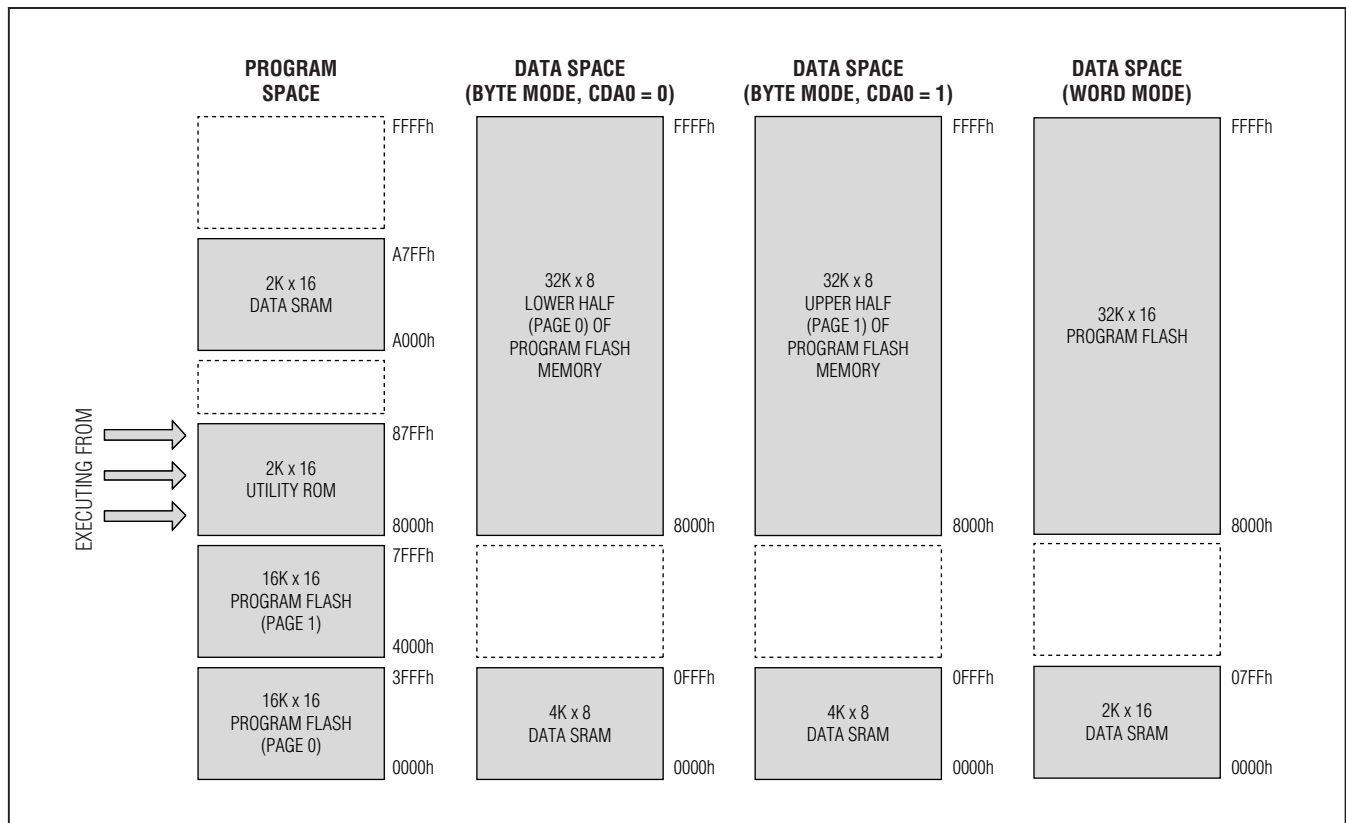 PROGRAM
SPACE
FFFFh
A7FFh
2K x 16
DATA SRAM
A000h
EXECUTING FROM
87FFh
2K x 16
UTILITY ROM
8000h
7FFFh
16K x 16
PROGRAM FLASH
(PAGE 1)
4000h
3FFFh
16K x 16
PROGRAM FLASH
(PAGE 0)
0000h
DATA SPACE
(BYTE MODE, CDA0 = 0)
FFFFh
32K x 8
LOWER HALF
(PAGE 0) OF
PROGRAM FLASH
MEMORY
8000h
0FFFh
4K x 8
DATA SRAM
0000h
DATA SPACE
(BYTE MODE, CDA0 = 1)
FFFFh
32K x 8
UPPER HALF
(PAGE 1) OF
PROGRAM FLASH
MEMORY
8000h
0FFFh
4K x 8
DATA SRAM
0000h
DATA SPACE
(WORD MODE)
FFFFh
32K x 16
PROGRAM FLASH
8000h
07FFh
2K x 16
DATA SRAM
0000h